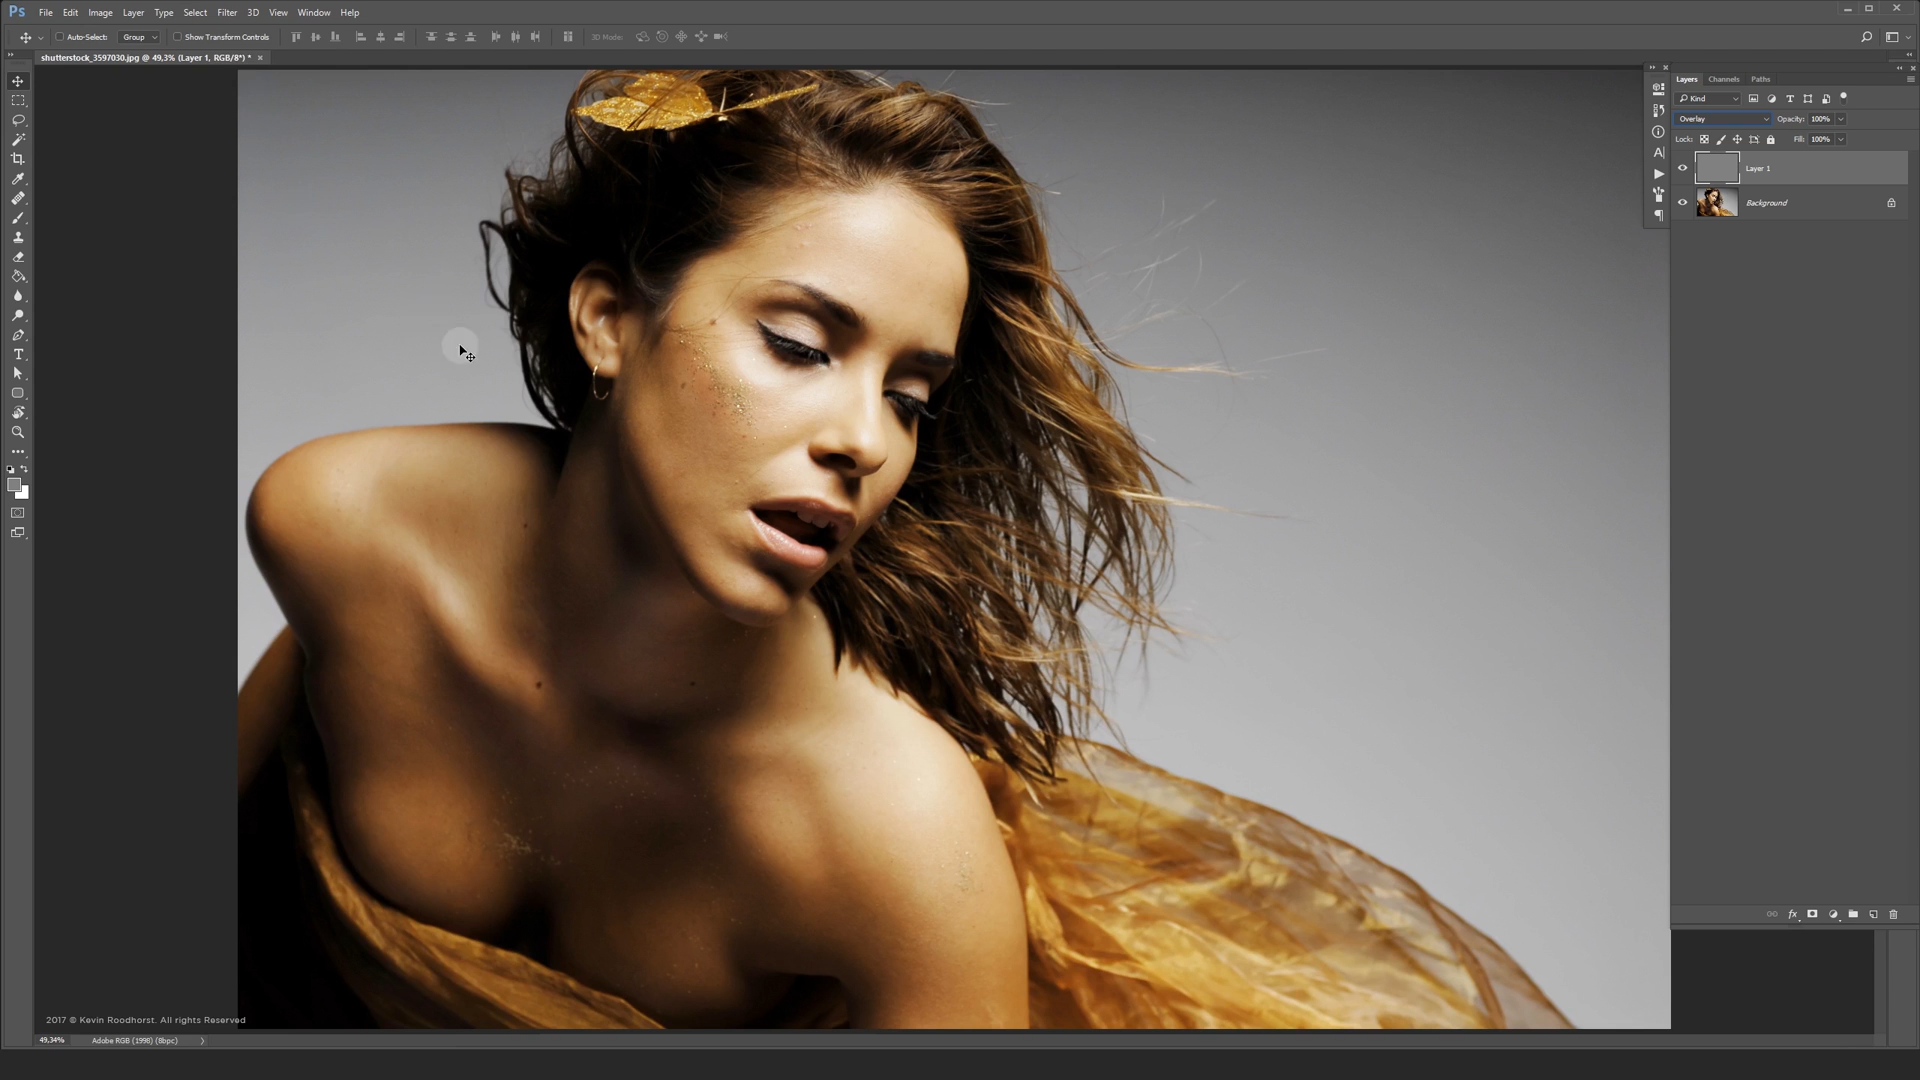 Ps File Edit Image Layer Type Select Filter 3D View Window Help
Auto-Select: Group Show Transform Controls 3D Mode:
shutterstock_3597030.jpg @ 49,3% (Layer 1, RGB/8*) * ×
Layers Channels Paths
Kind
Overlay Opacity: 100%
Lock: Fill: 100%
Layer 1
Background
fx
2017 © Kevin Roodhorst. All rights Reserved
49,34% Adobe RGB (1998) (8bpc)